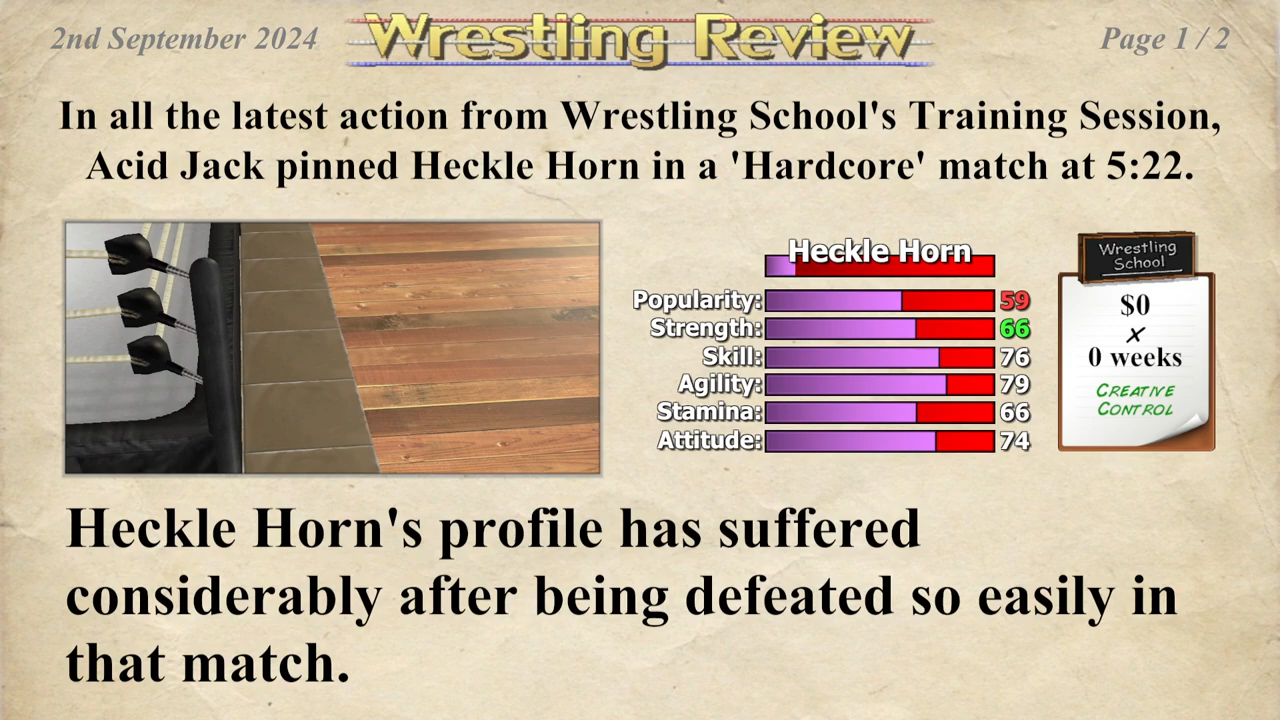 2nd September 2024
Wrestling Review
Page 1 / 2
In all the latest action from Wrestling School's Training Session,
Acid Jack pinned Heckle Horn in a 'Hardcore' match at 5:22.
Heckle Horn
Popularity: 59
Strength: 66
Skill: 76
Agility: 79
Stamina: 66
Attitude: 74
Wrestling
School
$0
x
0 weeks
CREATIVE
CONTROL
Heckle Horn's profile has suffered
considerably after being defeated so easily in
that match.